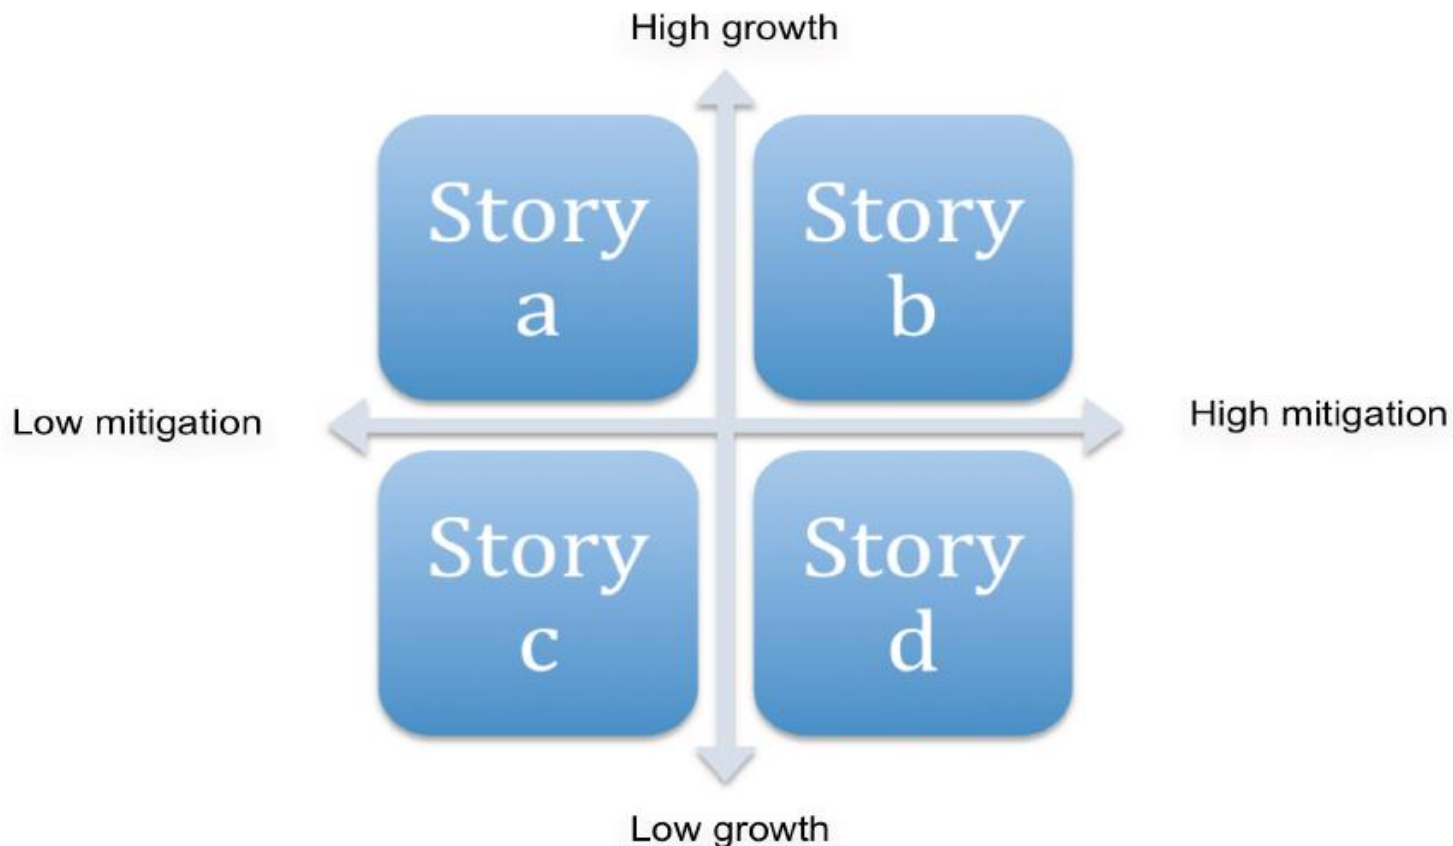 High growth
Story
a
Story
b
Low mitigation
High mitigation
Story
c
Story
d
Low growth